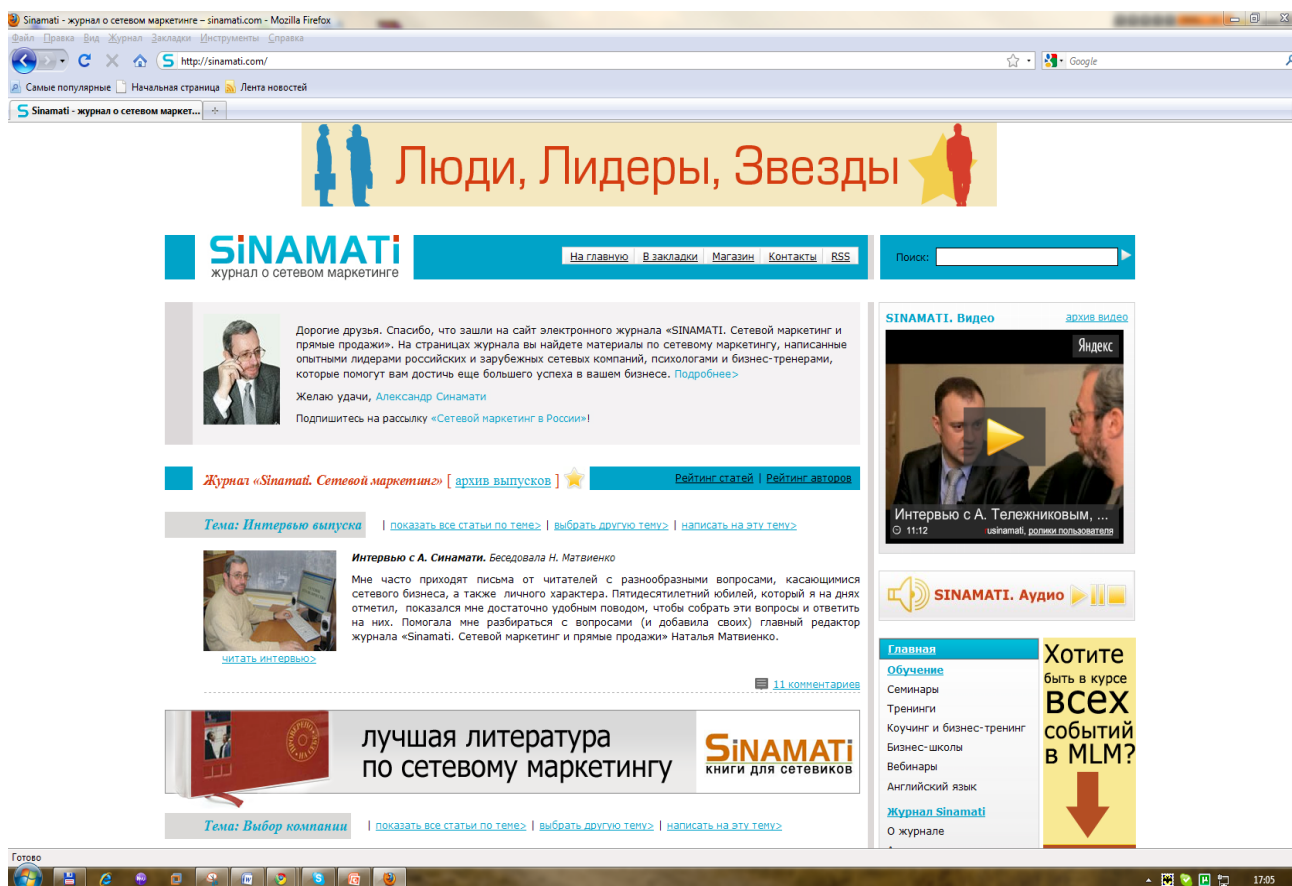 Sinamati - журнал о сетевом маркетинге – sinamati.com - Mozilla Firefox
Файл Правка Вид Журнал Закладки Инструменты Справка
http://sinamati.com/
Google
Самые популярные Начальная страница Лента новостей
Sinamati - журнал о сетевом маркет...
Люди, Лидеры, Звезды
SiNAMATi
журнал о сетевом маркетинге
На главную В закладки Магазин Контакты RSS
Поиск:
Дорогие друзья. Спасибо, что зашли на сайт электронного журнала «SINAMATI. Сетевой маркетинг и
прямые продажи». На страницах журнала вы найдете материалы по сетевому маркетингу, написанные
опытными лидерами российских и зарубежных сетевых компаний, психологами и бизнес-тренерами,
которые помогут вам достичь еще большего успеха в вашем бизнесе. Подробнее>
Желаю удачи, Александр Синамати
Подпишитесь на рассылку «Сетевой маркетинг в России»!
SINAMATI. Видео архив видео
Яндекс
Интервью с А. Тележниковым, ...
11:12 rusinamati, ролики пользователя
Журнал «Sinamati. Сетевой маркетинг» [ архив выпусков ]
Рейтинг статей | Рейтинг авторов
Тема: Интервью выпуска | показать все статьи по теме> | выбрать другую тему> | написать на эту тему>
Интервью с А. Синамати. Беседовала Н. Матвиенко
Мне часто приходят письма от читателей с разнообразными вопросами, касающимися
сетевого бизнеса, а также личного характера. Пятидесятилетний юбилей, который я на днях
отметил, показался мне достаточно удобным поводом, чтобы собрать эти вопросы и ответить
на них. Помогала мне разбираться с вопросами (и добавила своих) главный редактор
журнала «Sinamati. Сетевой маркетинг и прямые продажи» Наталья Матвиенко.
читать интервью>
11 комментариев
SINAMATI. Аудио
лучшая литература
по сетевому маркетингу
SiNAMATi
книги для сетевиков
Тема: Выбор компании | показать все статьи по теме> | выбрать другую тему> | написать на эту тему>
Главная
Обучение
Семинары
Тренинги
Коучинг и бизнес-тренинг
Бизнес-школы
Вебинары
Английский язык
Журнал Sinamati
О журнале
Хотите
быть в курсе
всех
событий
в MLM?
Готово
17:05